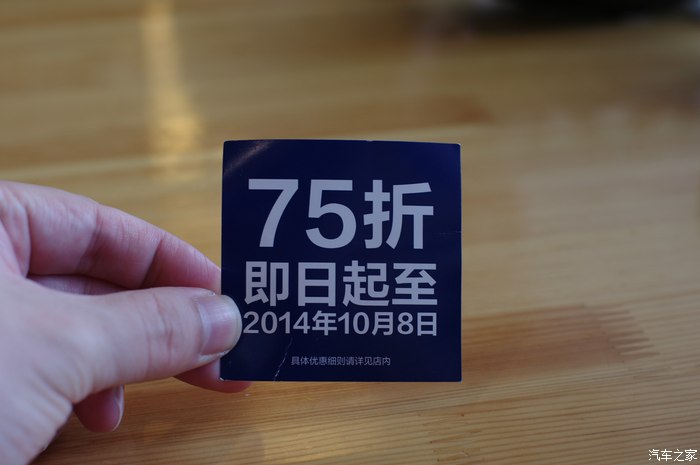 75折
即日起至
2014年10月8日
具体优惠细则请详见店内
汽车之家